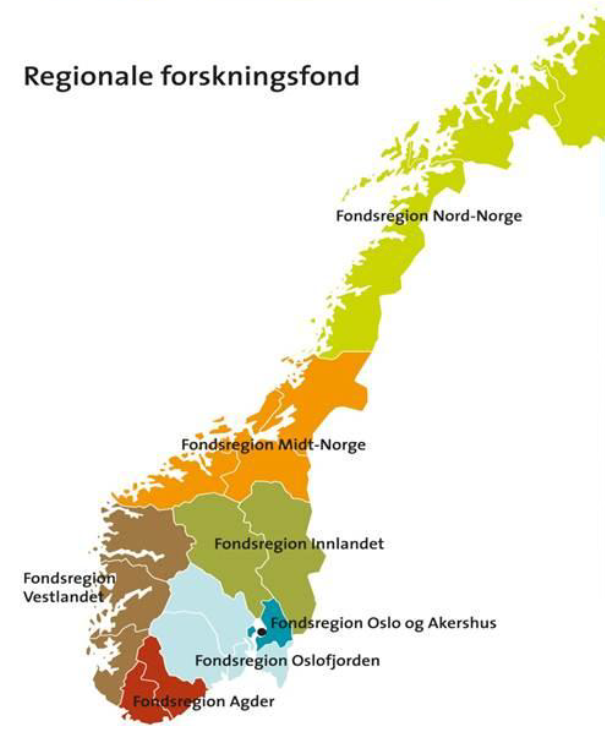 Regionale forskningsfond
Fondsregion Nord-Norge
Fondsregion Midt-Norge
Fondsregion Innlandet
Fondsregion
Vestlandet
Fondsregion Oslo og Akershus
Fondsregion Oslofjorden
Fondsregion Agder